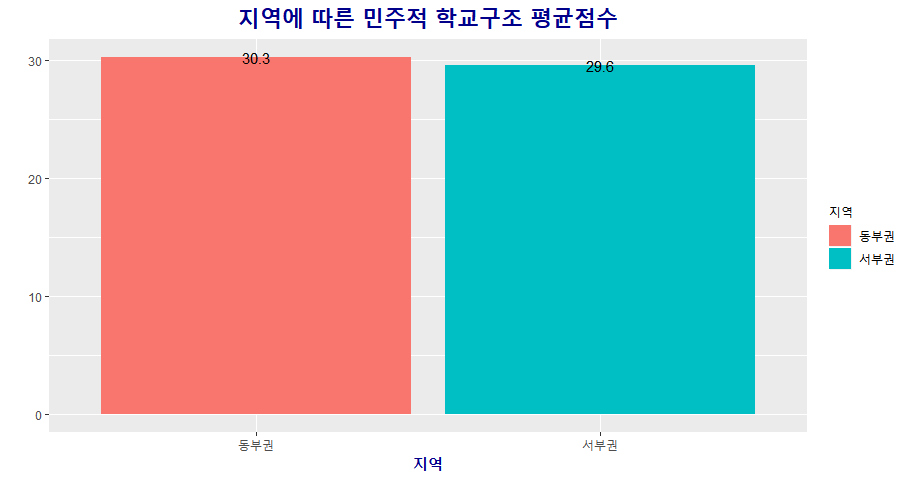 지역에 따른 민주적 학교구조 평균점수
30
20
10
0
30.3
29.6
동부권
서부권
지역
지역
동부권
서부권